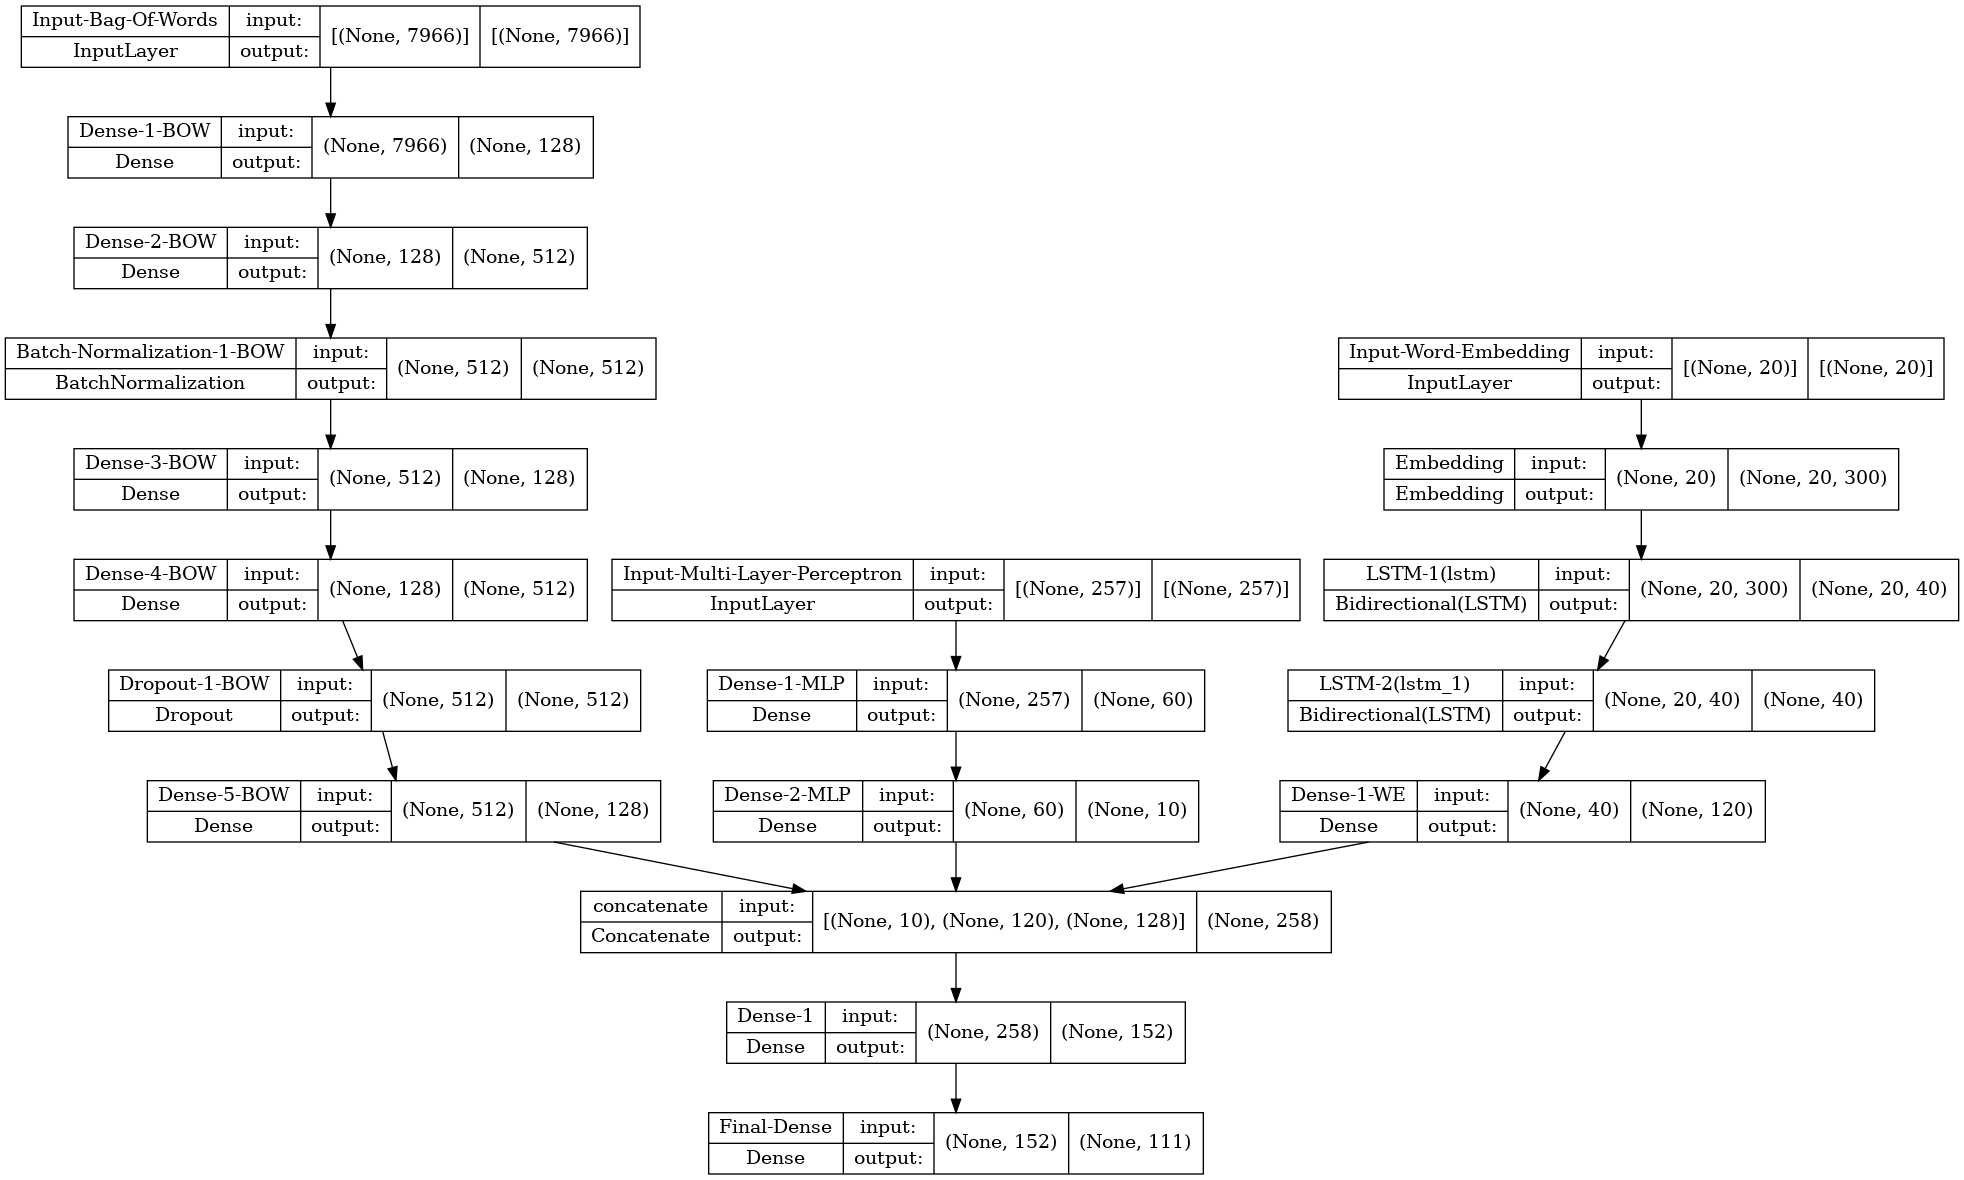 Input-Bag-Of-Words
InputLayer
input:
output:
[(None, 7966)]
[(None, 7966)]
Dense-1-BOW
Dense
input:
output:
(None, 7966)
(None, 128)
Dense-2-BOW
Dense
input:
output:
(None, 128)
(None, 512)
Batch-Normalization-1-BOW
BatchNormalization
input:
output:
(None, 512)
(None, 512)
Dense-3-BOW
Dense
input:
output:
(None, 512)
(None, 128)
Dense-4-BOW
Dense
input:
output:
(None, 128)
(None, 512)
Dropout-1-BOW
Dropout
input:
output:
(None, 512)
(None, 512)
Dense-5-BOW
Dense
input:
output:
(None, 512)
(None, 128)
Input-Multi-Layer-Perceptron
InputLayer
input:
output:
[(None, 257)]
[(None, 257)]
Dense-1-MLP
Dense
input:
output:
(None, 257)
(None, 60)
Dense-2-MLP
Dense
input:
output:
(None, 60)
(None, 10)
Input-Word-Embedding
InputLayer
input:
output:
[(None, 20)]
[(None, 20)]
Embedding
Embedding
input:
output:
(None, 20)
(None, 20, 300)
LSTM-1(lstm)
Bidirectional(LSTM)
input:
output:
(None, 20, 300)
(None, 20, 40)
LSTM-2(lstm_1)
Bidirectional(LSTM)
input:
output:
(None, 20, 40)
(None, 40)
Dense-1-WE
Dense
input:
output:
(None, 40)
(None, 120)
concatenate
Concatenate
input:
output:
[(None, 10), (None, 120), (None, 128)]
(None, 258)
Dense-1
Dense
input:
output:
(None, 258)
(None, 152)
Final-Dense
Dense
input:
output:
(None, 152)
(None, 111)